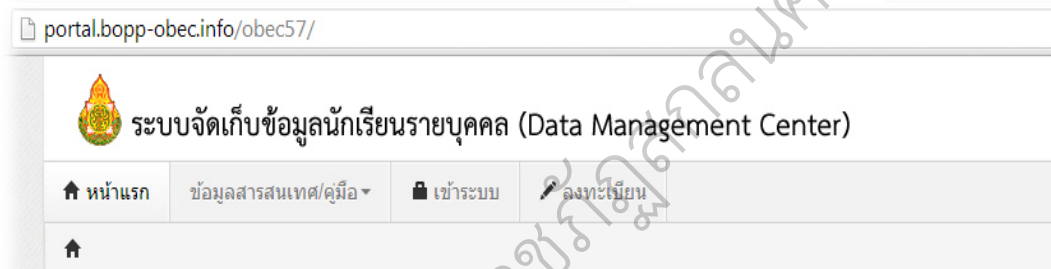 portal.bopp-obec.info/obec57/
ระบบจัดเก็บข้อมูลนักเรียนรายบุคคล (Data Management Center)
หน้าแรก ข้อมูลสารสนเทศ/คู่มือ เข้าระบบ ลงทะเบียน